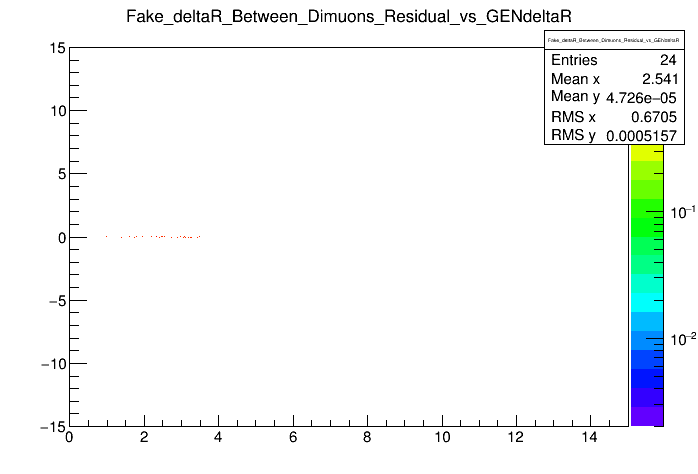 Fake_deltaR_Between_Dimuons_Residual_vs_GENdeltaR
Fake_deltaR_Between_Dimuons_Residual_vs_GENdeltaR
Entries 24
Mean x 2.541
Mean y 4.726e−05
RMS x 0.6705
RMS y 0.0005157
15
10
5
0
−5
−10
−15
0 2 4 6 8 10 12 14
10−1
10−2